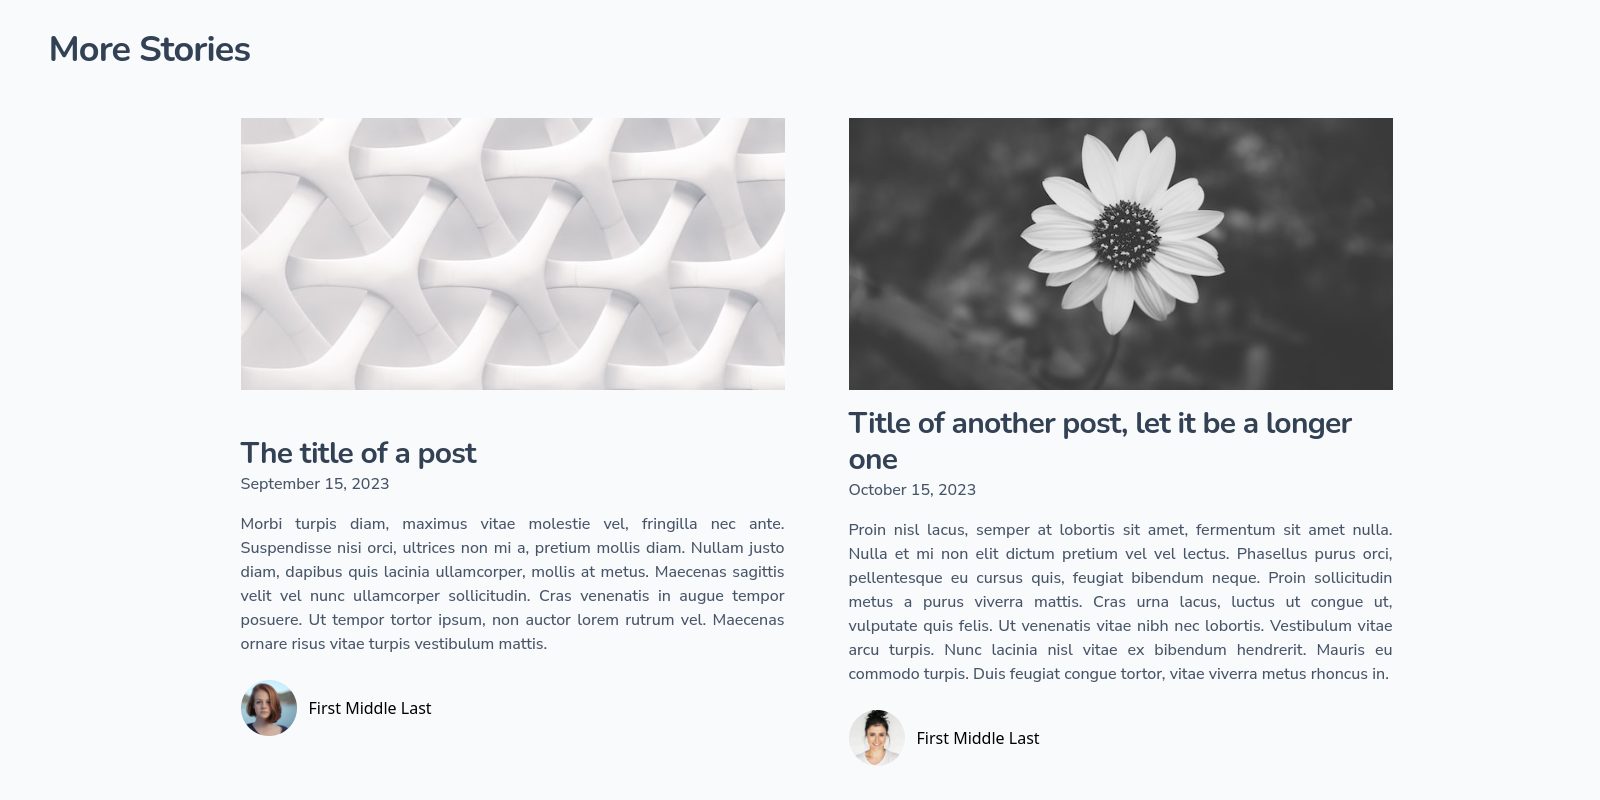 More Stories
The title of a post
September 15, 2023
Morbi turpis diam, maximus vitae molestie vel, fringilla nec ante.
Suspendisse nisi orci, ultrices non mi a, pretium mollis diam. Nullam justo
diam, dapibus quis lacinia ullamcorper, mollis at metus. Maecenas sagittis
velit vel nunc ullamcorper sollicitudin. Cras venenatis in augue tempor
posuere. Ut tempor tortor ipsum, non auctor lorem rutrum vel. Maecenas
ornare risus vitae turpis vestibulum mattis.
First Middle Last
Title of another post, let it be a longer
one
October 15, 2023
Proin nisl lacus, semper at lobortis sit amet, fermentum sit amet nulla.
Nulla et mi non elit dictum pretium vel vel lectus. Phasellus purus orci,
pellentesque eu cursus quis, feugiat bibendum neque. Proin sollicitudin
metus a purus viverra mattis. Cras urna lacus, luctus ut congue ut,
vulputate quis felis. Ut venenatis vitae nibh nec lobortis. Vestibulum vitae
arcu turpis. Nunc lacinia nisl vitae ex bibendum hendrerit. Mauris eu
commodo turpis. Duis feugiat congue tortor, vitae viverra metus rhoncus in.
First Middle Last